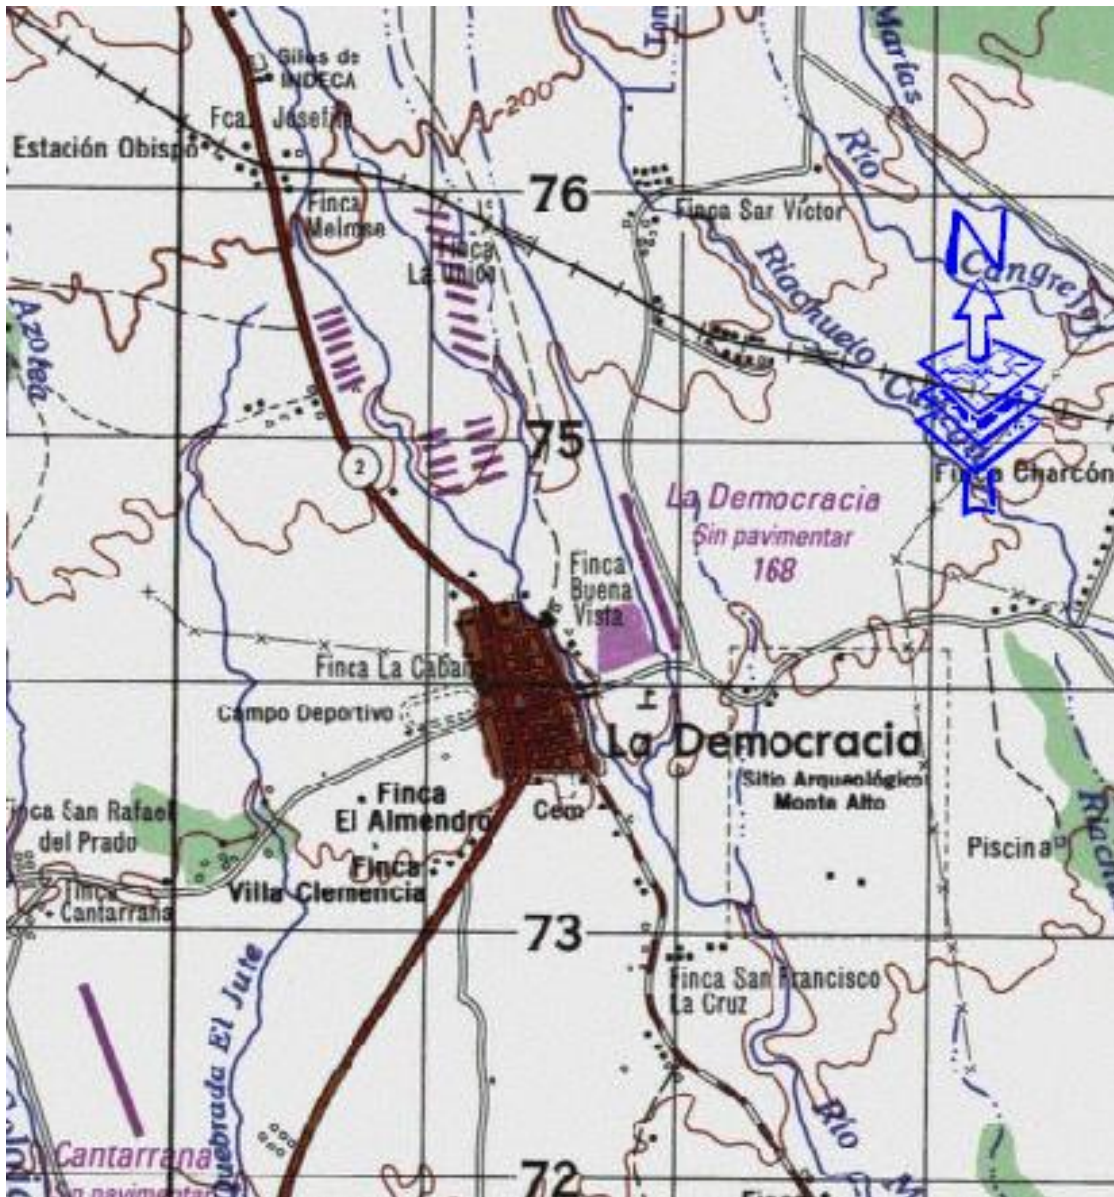 Marías
Silos de
INDECA
200
Fca. Josefina
Estación Obispo
Río
76
Finca
Melrose
Finca San Víctor
N
Finca
La Unión
Riachuelo
Cangrejo
Azotea
75
2
Finca Charcón
La Democracia
Sin pavimentar
168
Finca
Buena
Vista
Finca La Cabaña
Campo Deportivo
La Democracia
Sitio Arqueológico
Monte Alto
Finca San Rafael
del Prado
Finca
El Almendro
Cem
Piscina
Finca
Villa Clemencia
Finca
Cantarrana
73
Finca San Francisco
La Cruz
Quebrada El Jute
Río
Cantarrana
Sin pavimentar
72